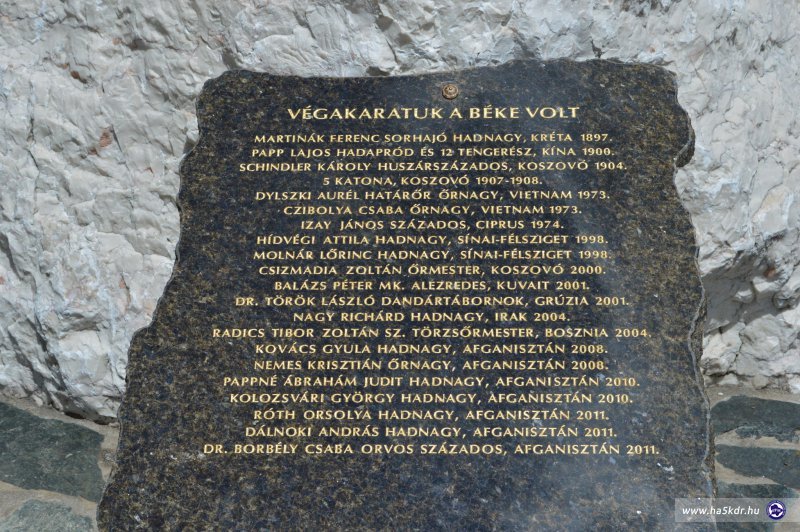 VÉGAKARATUK A BÉKE VOLT
MARTINÁK FERENC SORHAJÓ HADNAGY, KRÉTA 1897.
PAPP LAJOS HADAPRÓD ÉS 12 TENGERÉSZ, KÍNA 1900.
SCHINDLER KÁROLY HUSZÁRSZÁZADOS, KOSZOVÓ 1904.
5 KATONA, KOSZOVÓ 1907-1908.
DYLSZKI AURÉL HATÁRŐR ŐRNAGY, VIETNAM 1973.
CZIBOLYA CSABA ŐRNAGY, VIETNAM 1973.
IZAY JÁNOS SZÁZADOS, CIPRUS 1974.
HÍDVÉGI ATTILA HADNAGY, SÍNAI-FÉLSZIGET 1998.
MOLNÁR LŐRINC HADNAGY, SÍNAI-FÉLSZIGET 1998.
CSIZMADIA ZOLTÁN ŐRMESTER, KOSZOVÓ 2000.
BALÁZS PÉTER MK. ALEZREDES, KUVAIT 2001.
DR. TÖRÖK LÁSZLÓ DANDÁRTÁBORNOK, GRÚZIA 2001.
NAGY RICHÁRD HADNAGY, IRAK 2004.
RADICS TIBOR ZOLTÁN SZ. TÖRZSŐRMESTER, BOSZNIA 2004.
KOVÁCS GYULA HADNAGY, AFGANISZTÁN 2008.
NEMES KRISZTIÁN ŐRNAGY, AFGANISZTÁN 2008.
PAPPNÉ ÁBRAHÁM JUDIT HADNAGY, AFGANISZTÁN 2010.
KOLOZSVÁRI GYÖRGY HADNAGY, AFGANISZTÁN 2010.
RÓTH ORSOLYA HADNAGY, AFGANISZTÁN 2011.
DÁLNOKI ANDRÁS HADNAGY, AFGANISZTÁN 2011.
DR. BORBÉLY CSABA ORVOS SZÁZADOS, AFGANISZTÁN 2011.
www.ha5kdr.hu